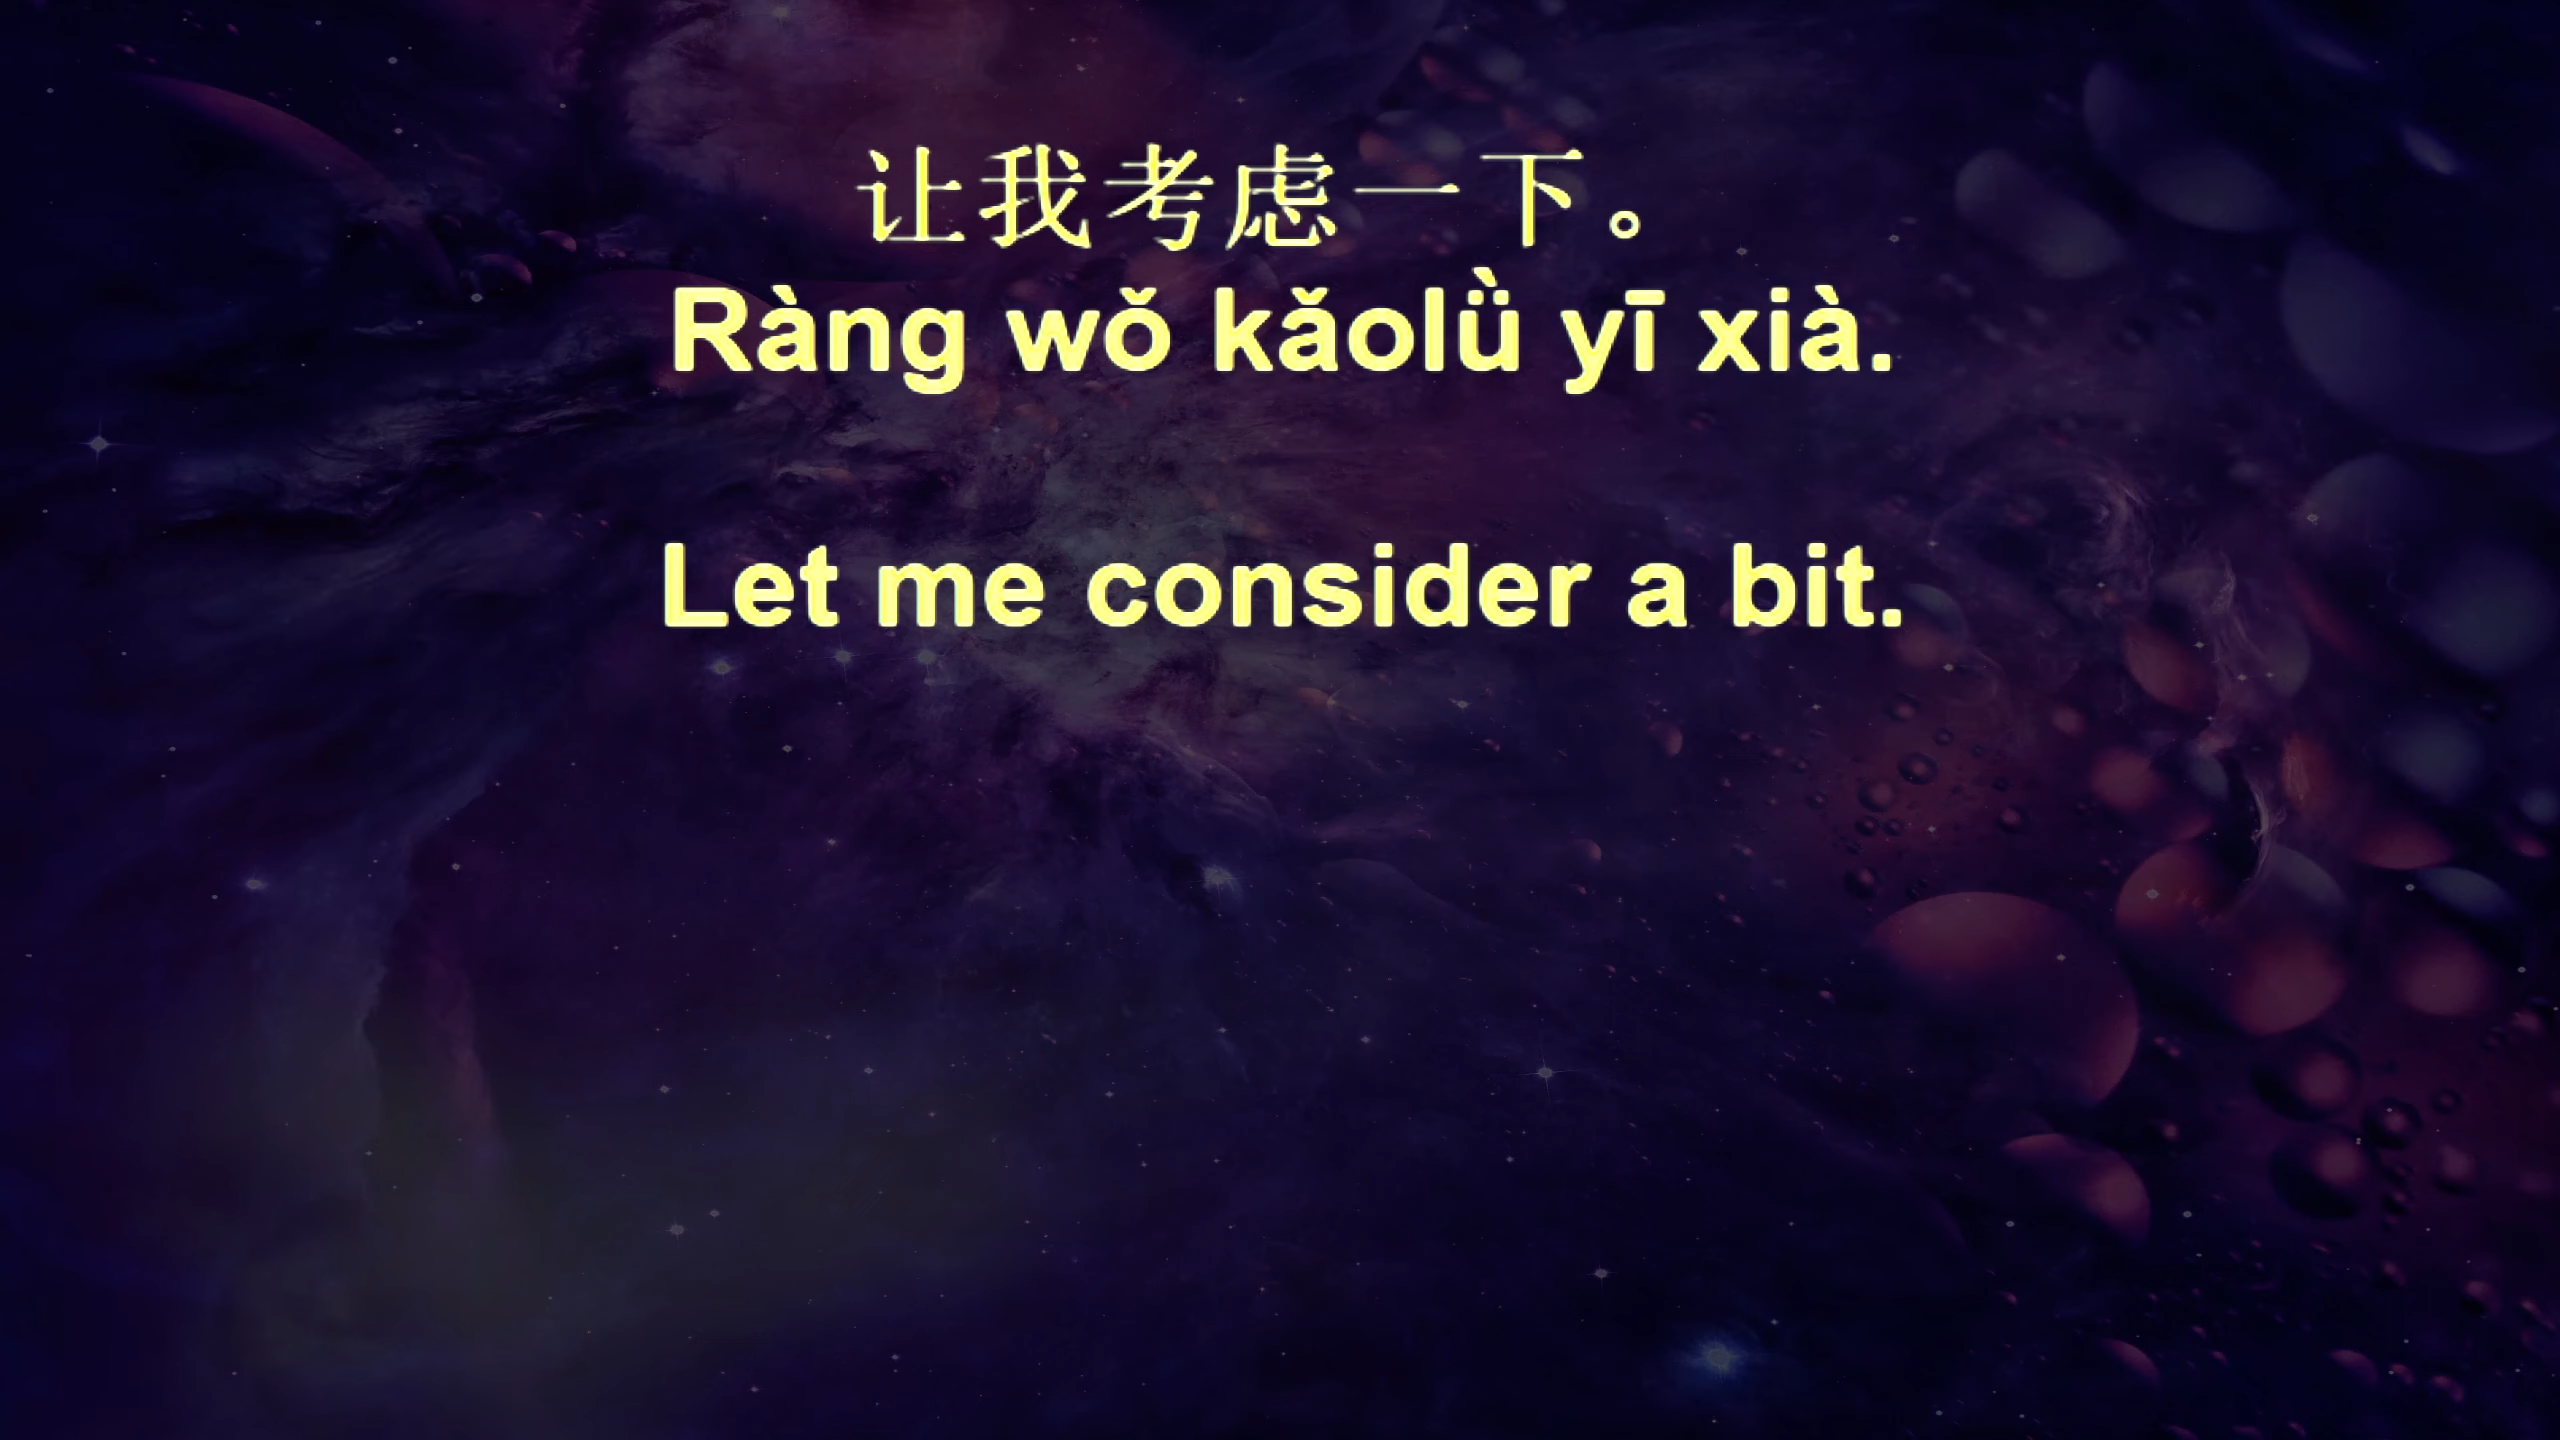 让我考虑一下。
Ràng wǒ kǎolǜ yī xià.
Let me consider a bit.